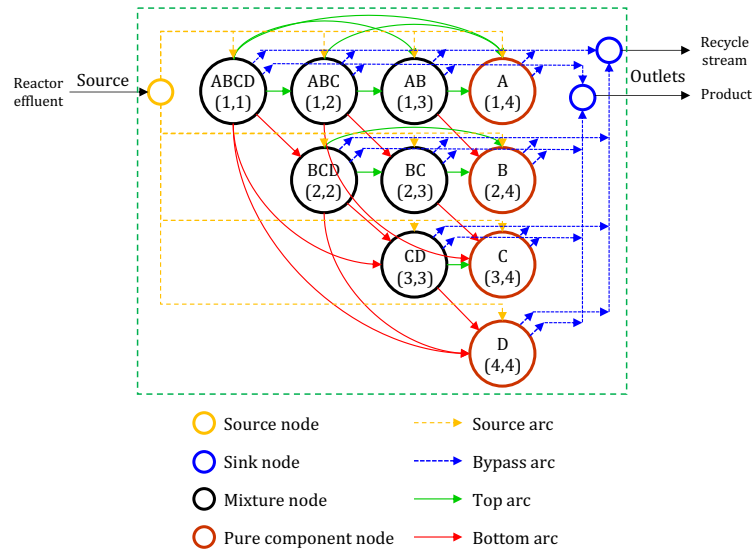 Reactor
effluent
Source
ABCD
(1,1)
ABC
(1,2)
AB
(1,3)
A
(1,4)
Recycle
stream
Outlets
Product
BCD
(2,2)
BC
(2,3)
B
(2,4)
CD
(3,3)
C
(3,4)
D
(4,4)
Source node
Source arc
Sink node
Bypass arc
Mixture node
Top arc
Pure component node
Bottom arc